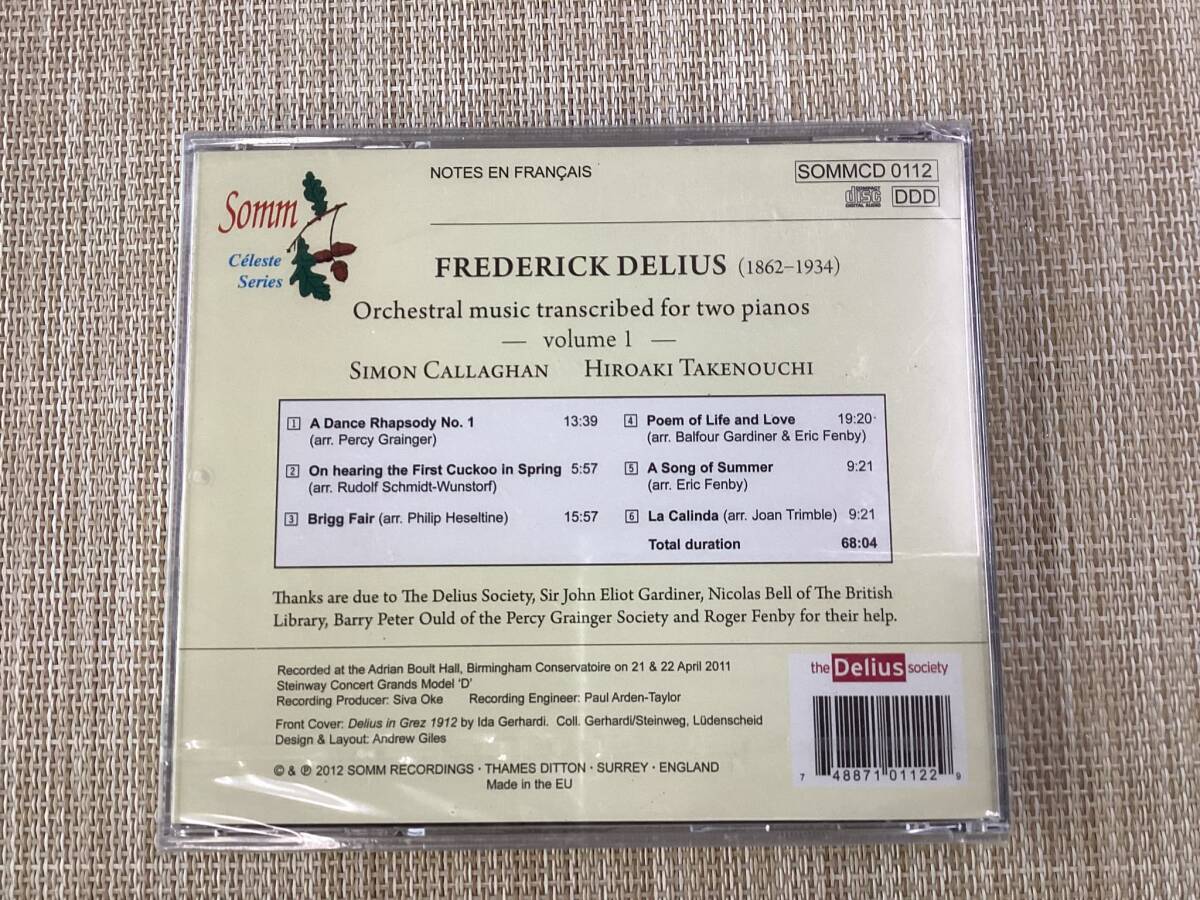 NOTES EN FRANÇAIS
SOMMCD 0112
COMPACT
disc
DIGITAL AUDIO
DDD
Somm
Céleste
Series
FREDERICK DELIUS (1862–1934)
Orchestral music transcribed for two pianos
— volume 1 —
SIMON CALLAGHAN HIROAKI TAKENOUCHI
1 A Dance Rhapsody No. 1 13:39
(arr. Percy Grainger)
2 On hearing the First Cuckoo in Spring 5:57
(arr. Rudolf Schmidt-Wunstorf)
3 Brigg Fair (arr. Philip Heseltine) 15:57
4 Poem of Life and Love 19:20
(arr. Balfour Gardiner & Eric Fenby)
5 A Song of Summer 9:21
(arr. Eric Fenby)
6 La Calinda (arr. Joan Trimble) 9:21
Total duration 68:04
Thanks are due to The Delius Society, Sir John Eliot Gardiner, Nicolas Bell of The British
Library, Barry Peter Ould of the Percy Grainger Society and Roger Fenby for their help.
Recorded at the Adrian Boult Hall, Birmingham Conservatoire on 21 & 22 April 2011
Steinway Concert Grands Model 'D'
Recording Producer: Siva Oke Recording Engineer: Paul Arden-Taylor
Front Cover: Delius in Grez 1912 by Ida Gerhardi. Coll. Gerhardi/Steinweg, Lüdenscheid
Design & Layout: Andrew Giles
© & ℗ 2012 SOMM RECORDINGS · THAMES DITTON · SURREY · ENGLAND
Made in the EU
the Delius society
7 48871 01122 9